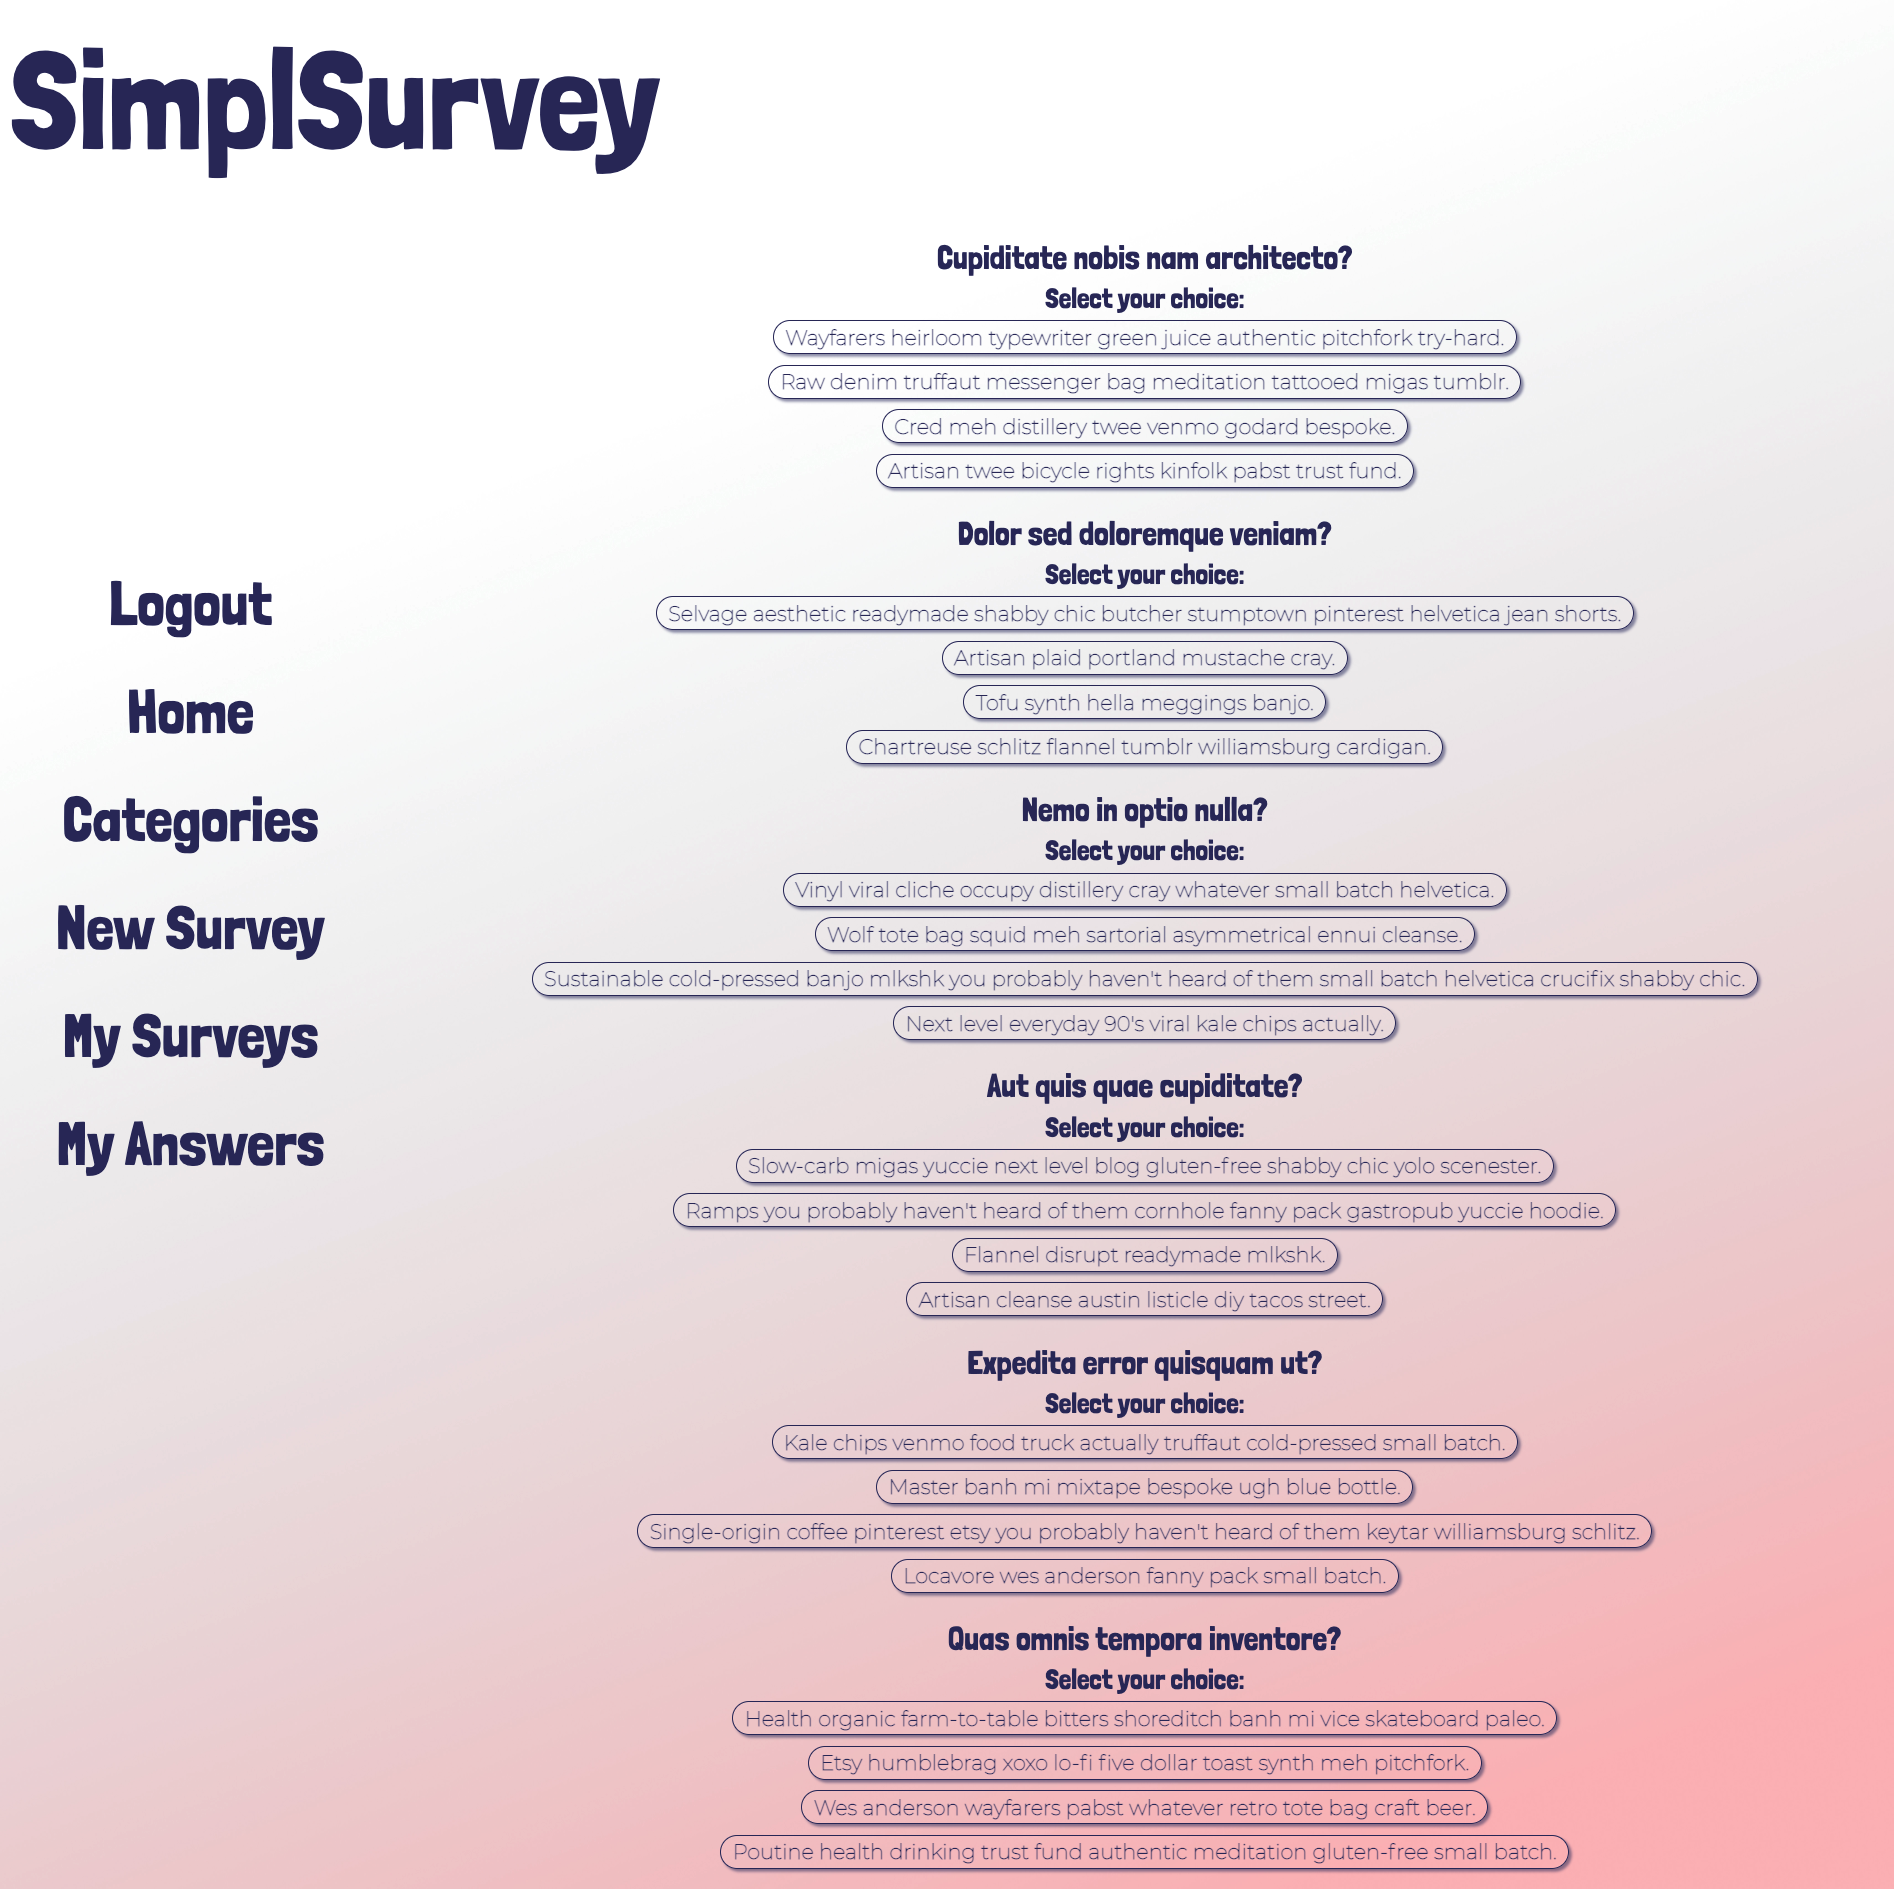 SimplSurvey
Logout
Home
Categories
New Survey
My Surveys
My Answers
Cupiditate nobis nam architecto?
Select your choice:
Wayfarers heirloom typewriter green juice authentic pitchfork try-hard.
Raw denim truffaut messenger bag meditation tattooed migas tumblr.
Cred meh distillery twee venmo godard bespoke.
Artisan twee bicycle rights kinfolk pabst trust fund.
Dolor sed doloremque veniam?
Select your choice:
Selvage aesthetic readymade shabby chic butcher stumptown pinterest helvetica jean shorts.
Artisan plaid portland mustache cray.
Tofu synth hella meggings banjo.
Chartreuse schlitz flannel tumblr williamsburg cardigan.
Nemo in optio nulla?
Select your choice:
Vinyl viral cliche occupy distillery cray whatever small batch helvetica.
Wolf tote bag squid meh sartorial asymmetrical ennui cleanse.
Sustainable cold-pressed banjo mlkshk you probably haven't heard of them small batch helvetica crucifix shabby chic.
Next level everyday 90's viral kale chips actually.
Aut quis quae cupiditate?
Select your choice:
Slow-carb migas yuccie next level blog gluten-free shabby chic yolo scenester.
Ramps you probably haven't heard of them cornhole fanny pack gastropub yuccie hoodie.
Flannel disrupt readymade mlkshk.
Artisan cleanse austin listicle diy tacos street.
Expedita error quisquam ut?
Select your choice:
Kale chips venmo food truck actually truffaut cold-pressed small batch.
Master banh mi mixtape bespoke ugh blue bottle.
Single-origin coffee pinterest etsy you probably haven't heard of them keytar williamsburg schlitz.
Locavore wes anderson fanny pack small batch.
Quas omnis tempora inventore?
Select your choice:
Health organic farm-to-table bitters shoreditch banh mi vice skateboard paleo.
Etsy humblebrag xoxo lo-fi five dollar toast synth meh pitchfork.
Wes anderson wayfarers pabst whatever retro tote bag craft beer.
Poutine health drinking trust fund authentic meditation gluten-free small batch.